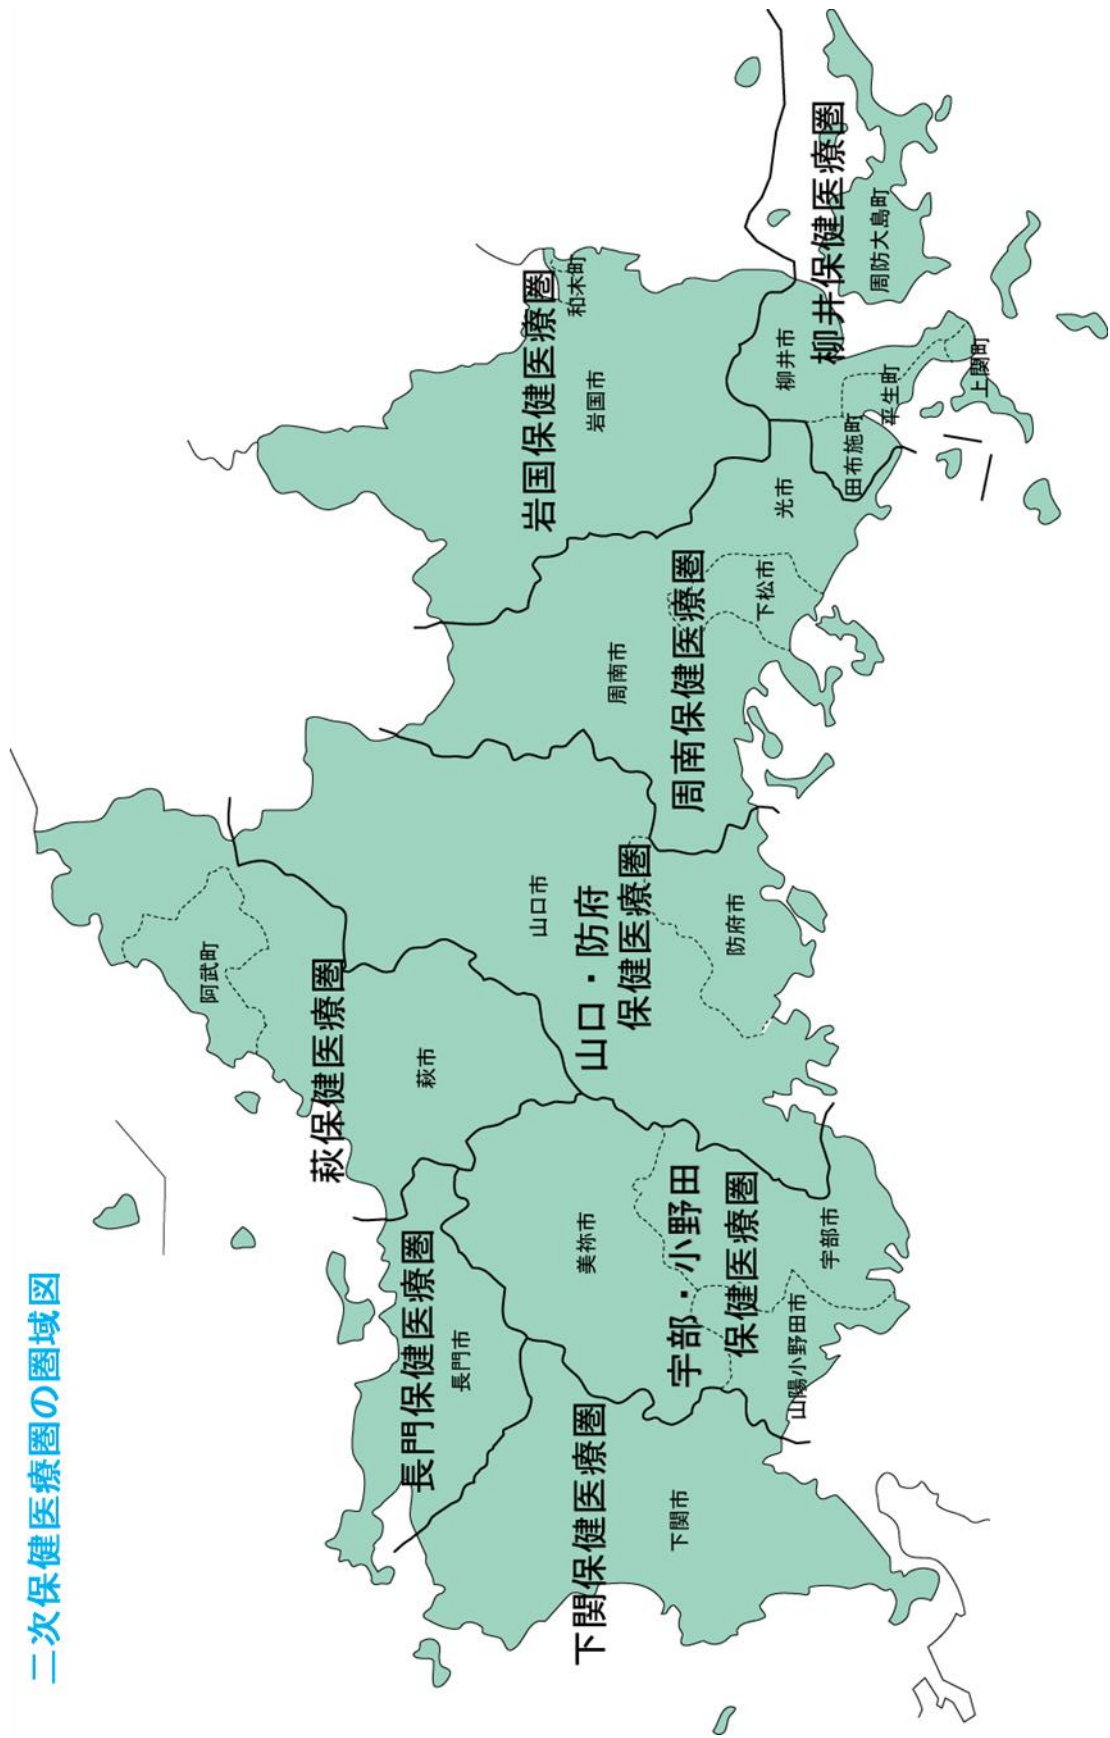 二次保健医療圏の圏域図
阿武町
萩保健医療圏
萩市
長門保健医療圏
長門市
岩国保健医療圏
和木町
岩国市
山口市
山口・防府
保健医療圏
防府市
周南市
周南保健医療圏
下松市
光市
柳井保健医療圏
柳井市
周防大島町
田布施町
平生町
上関町
美祢市
宇部・小野田
保健医療圏
宇部市
山陽小野田市
下関保健医療圏
下関市